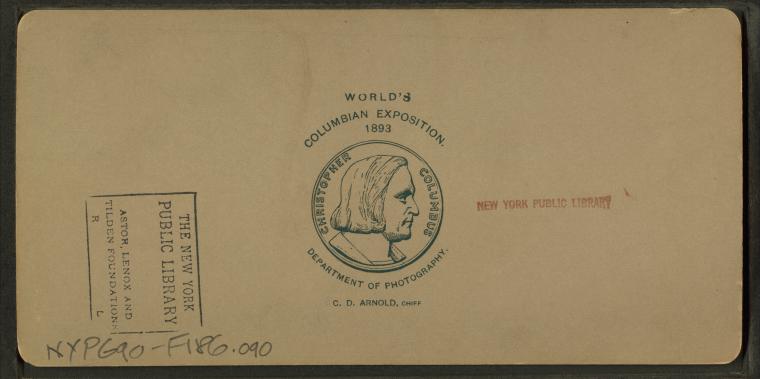 WORLD'S
COLUMBIAN EXPOSITION.
1893
CHRISTOPHER COLUMBUS
DEPARTMENT OF PHOTOGRAPHY.
C. D. ARNOLD, CHIEF
NEW YORK PUBLIC LIBRARY
THE NEW YORK
PUBLIC LIBRARY
ASTOR, LENOX AND
TILDEN FOUNDATIONS
R L
NYPG90-F186.090